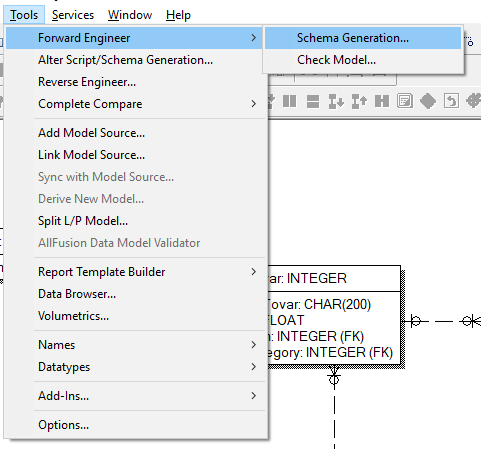 Tools Services Window Help
Forward Engineer
Schema Generation...
Check Model...
Alter Script/Schema Generation...
Reverse Engineer...
Complete Compare
Add Model Source...
Link Model Source...
Sync with Model Source...
Derive New Model...
Split L/P Model...
AllFusion Data Model Validator
Report Template Builder
Data Browser...
Volumetrics...
Names
Datatypes
Add-Ins...
Options...
var: INTEGER
Tovar: CHAR(200)
FLOAT
: INTEGER (FK)
tegory: INTEGER (FK)